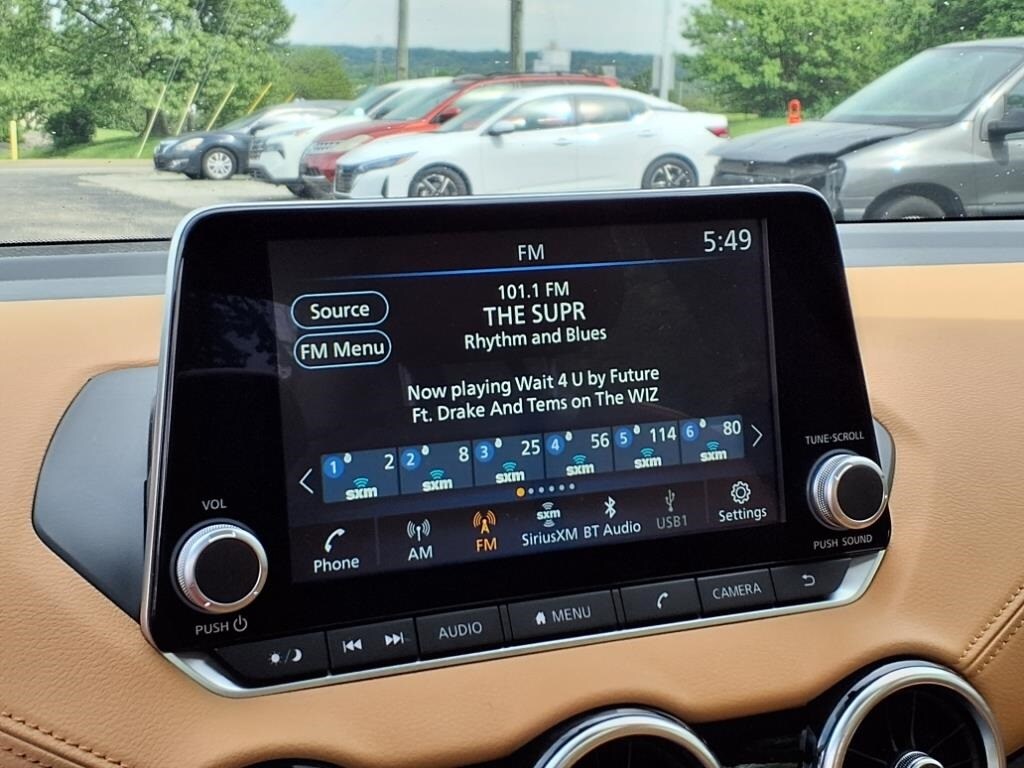 FM
5:49
Source
FM Menu
101.1 FM
THE SUPR
Rhythm and Blues
Now playing Wait 4 U by Future
Ft. Drake And Tems on The WIZ
1 2 sxm
2 8 sxm
3 25 sxm
4 56 sxm
5 114 sxm
6 80 sxm
Phone
AM
FM
sxm
SiriusXM
BT Audio
USB1
Settings
VOL
PUSH
TUNE-SCROLL
PUSH SOUND
AUDIO
MENU
CAMERA